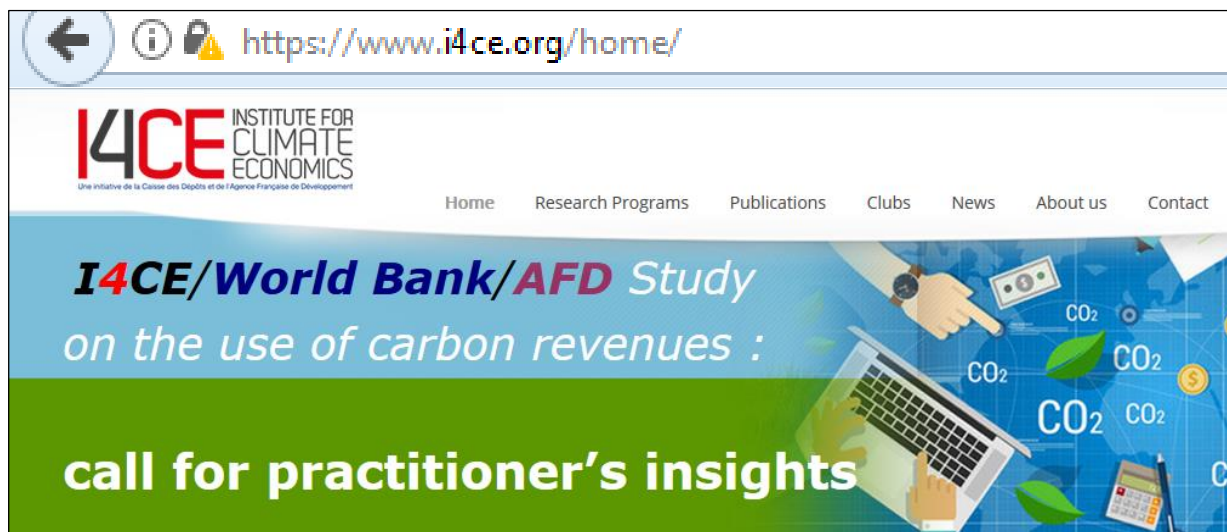 https://www.i4ce.org/home/
I4CE INSTITUTE FOR
CLIMATE
ECONOMICS
Une initiative de la Caisse des Dépôts et de l'Agence Française de Développement
Home Research Programs Publications Clubs News About us Contact
I4CE/World Bank/AFD Study
on the use of carbon revenues :
call for practitioner's insights
CO2
CO2
CO2
CO2
CO2